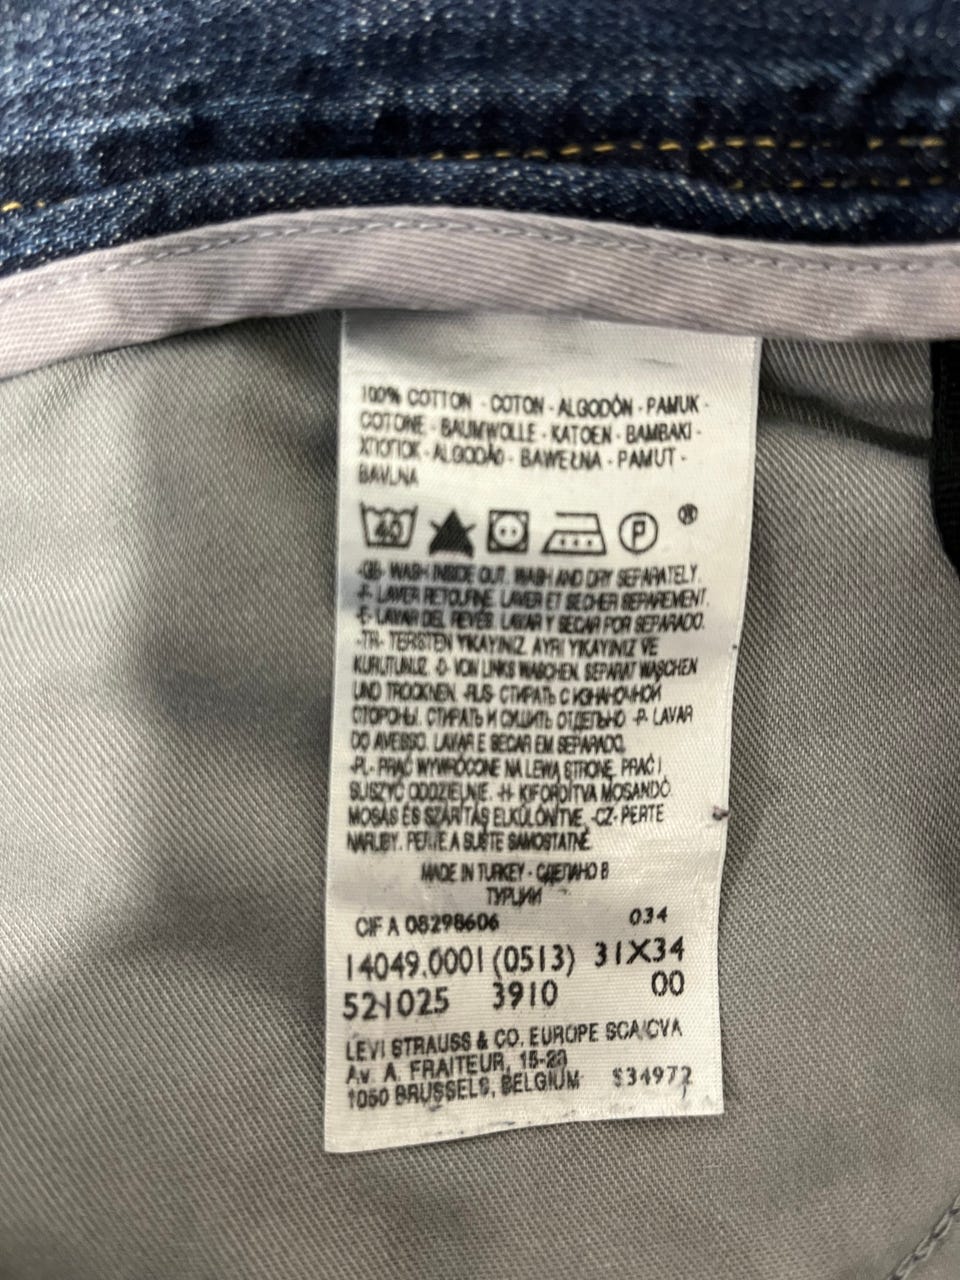 100% COTTON - COTON - ALGODÓN - PAMUK -
COTONE - BAUMWOLLE - KATOEN - BAMBAKI -
ХЛОПОК - ALGODÃO - BAWEŁNA - PAMUT -
BAVLNA
40 P ®
-GB- WASH INSIDE OUT. WASH AND DRY SEPARATELY.
-F- LAVER RETOURNE. LAVER ET SECHER SEPAREMENT.
-E- LAVAR DEL REVÉS. LAVAR Y SECAR POR SEPARADO.
-TR- TERSTEN YIKAYINIZ. AYRI YIKAYINIZ VE
KURUTUNUZ. -D- VON LINKS WASCHEN. SEPARAT WASCHEN
UND TROCKNEN. -RUS- СТИРАТЬ С ИЗНАНОЧНОЙ
СТОРОНЫ. СТИРАТЬ И СУШИТЬ ОТДЕЛЬНО -P- LAVAR
DO AVESSO. LAVAR E SECAR EM SEPARADO.
-PL- PRAĆ WYWRÓCONE NA LEWĄ STRONĘ. PRAĆ I
SUSZYĆ ODDZIELNIE. -H- KIFORDÍTVA MOSANDÓ.
MOSÁS ÉS SZÁRÍTÁS ELKÜLÖNÍTVE. -CZ- PERTE
NARUBY. PERTE A SUŠTE SAMOSTATNĚ.
MADE IN TURKEY - СДЕЛАНО В
ТУРЦИИ
CIF A 08298606 034
14049.0001 (0513) 31X34
521025 3910 00
LEVI STRAUSS & CO. EUROPE SCA/CVA
Av. A. FRAITEUR, 15-23
1050 BRUSSELS, BELGIUM S34972